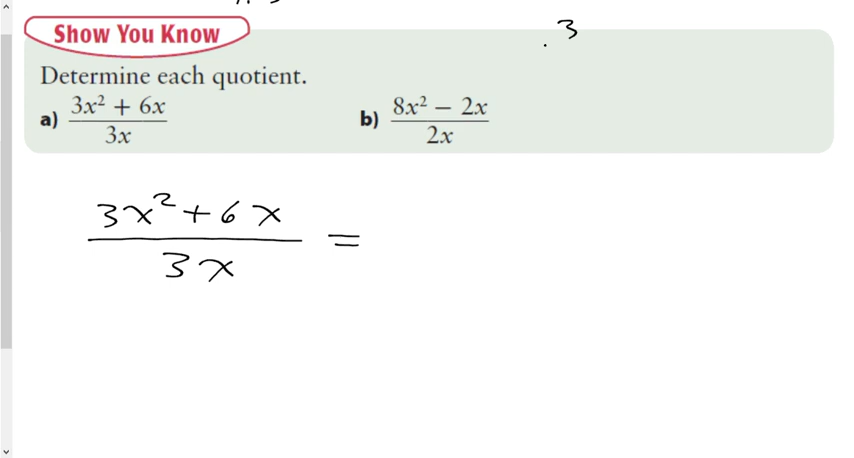 .3
Show You Know
Determine each quotient.
a) (3x² + 6x)/(3x)
b) (8x² − 2x)/(2x)
(3x² + 6x)/(3x) =